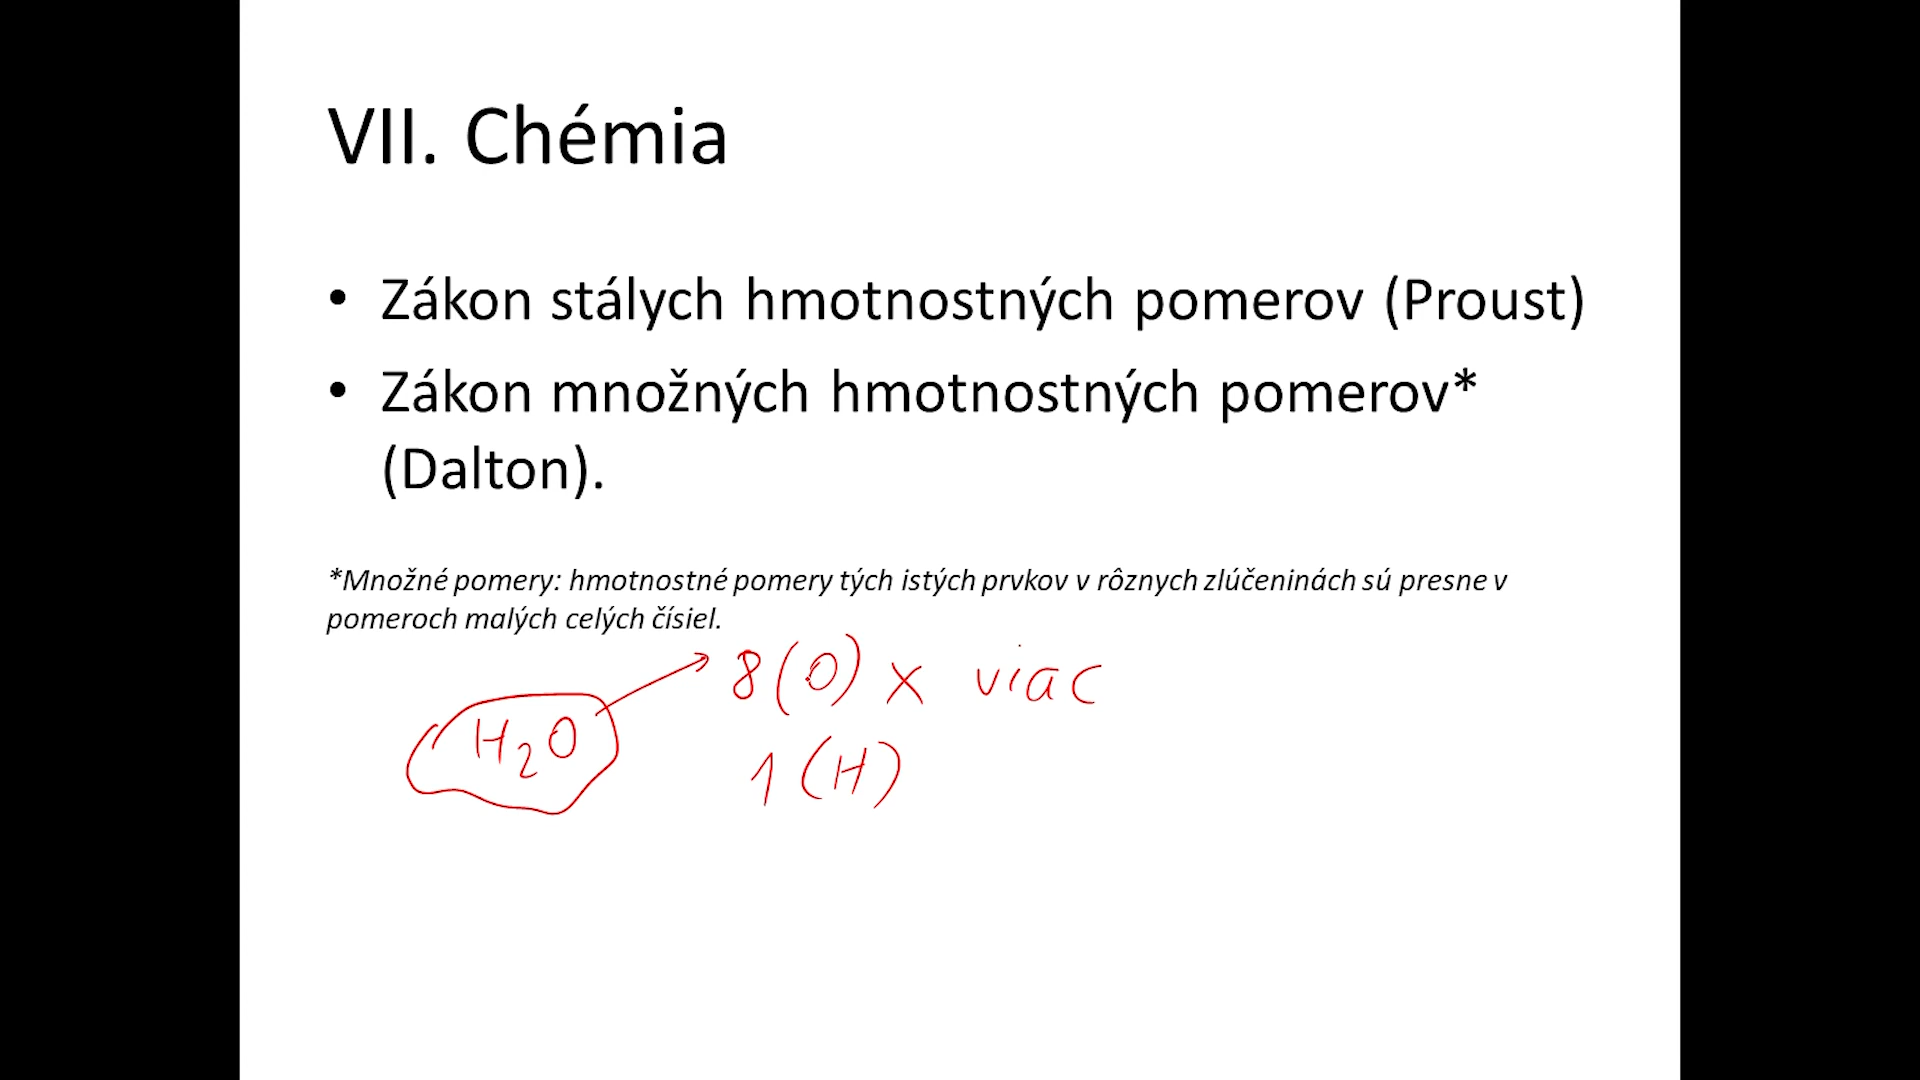 VII. Chémia
• Zákon stálych hmotnostných pomerov (Proust)
• Zákon množných hmotnostných pomerov*
(Dalton).
*Množné pomery: hmotnostné pomery tých istých prvkov v rôznych zlúčeninách sú presne v
pomeroch malých celých čísiel.
8(O) x viac
H₂O
1(H)